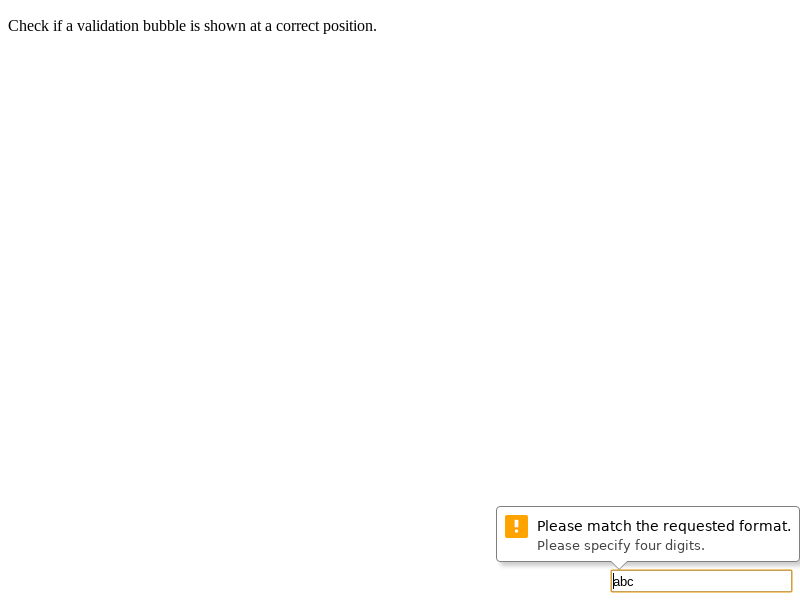 Check if a validation bubble is shown at a correct position.
Please match the requested format.
Please specify four digits.
abc